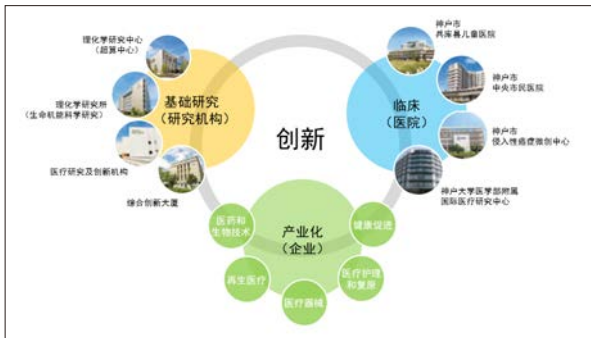 理化学研究中心
（超算中心）
理化学研究所
（生命机能科学研究）
医疗研究及创新机构
综合创新大厦
基础研究
（研究机构）
创新
临床
（医院）
神户市
兵库县儿童医院
神户市
中央市民医院
神户市
侵入性癌症微创中心
神户大学医学部附属
国际医疗研究中心
产业化
（企业）
医药和
生物技术
再生医疗
医疗器械
医疗护理
和复原
健康促进